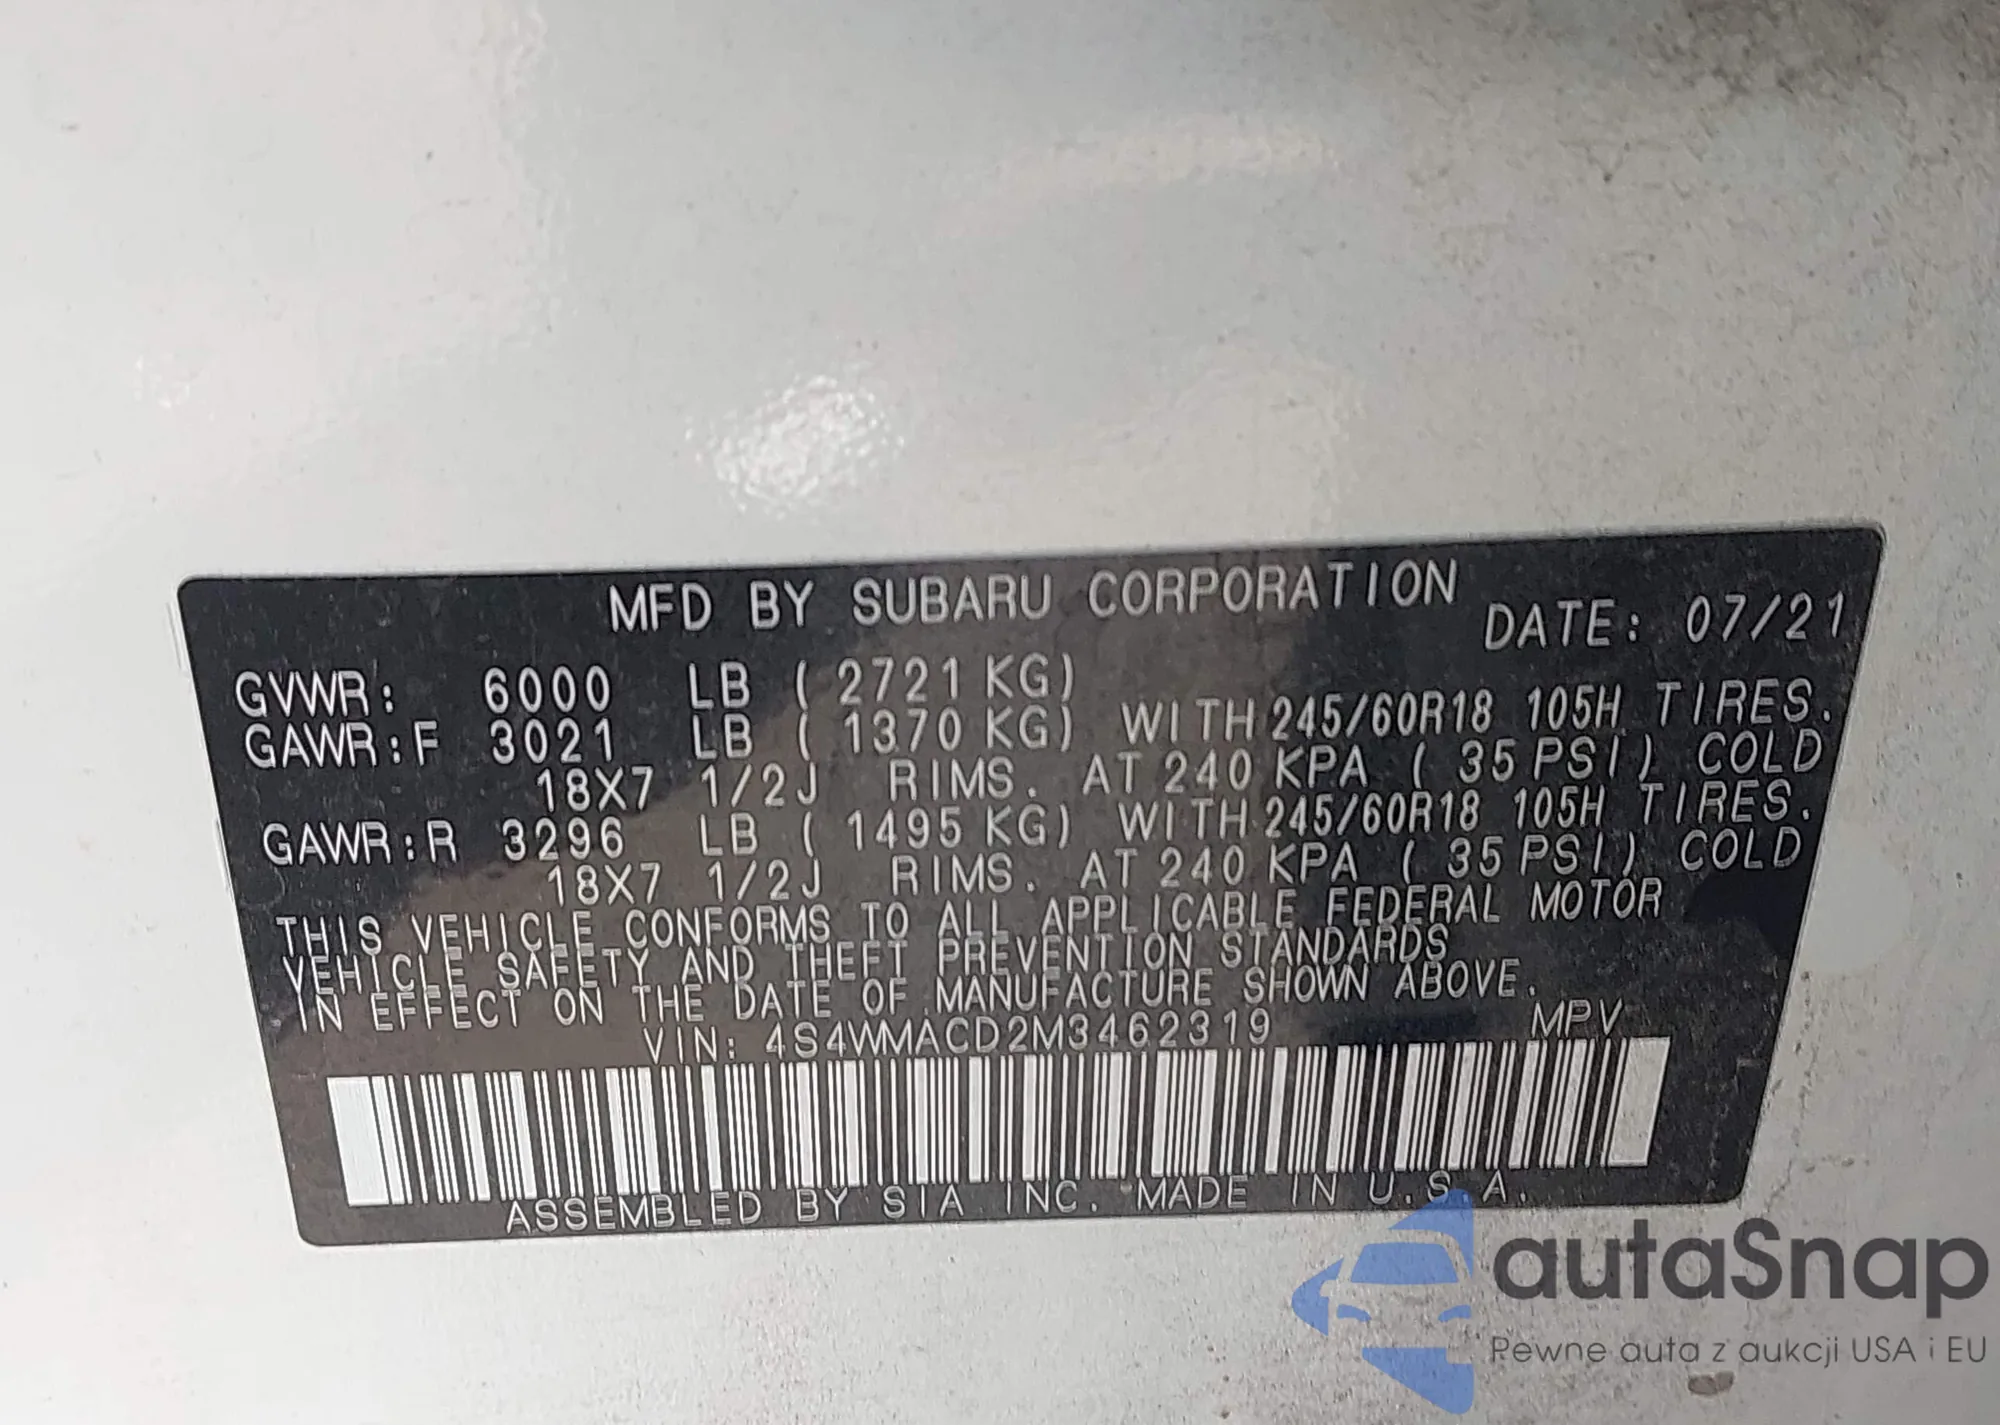 MFD BY SUBARU CORPORATION DATE: 07/21
GVWR: 6000 LB ( 2721 KG)
GAWR:F 3021 LB ( 1370 KG) WITH 245/60R18 105H TIRES.
18X7 1/2J RIMS. AT 240 KPA ( 35 PSI) COLD
GAWR:R 3296 LB ( 1495 KG) WITH 245/60R18 105H TIRES.
18X7 1/2J RIMS. AT 240 KPA ( 35 PSI) COLD
THIS VEHICLE CONFORMS TO ALL APPLICABLE FEDERAL MOTOR
VEHICLE SAFETY AND THEFT PREVENTION STANDARDS
IN EFFECT ON THE DATE OF MANUFACTURE SHOWN ABOVE.
VIN: 4S4WMACD2M3462319 MPV
ASSEMBLED BY SIA INC. MADE IN U.S.A.
autaSnap
Pewne auta z aukcji USA i EU